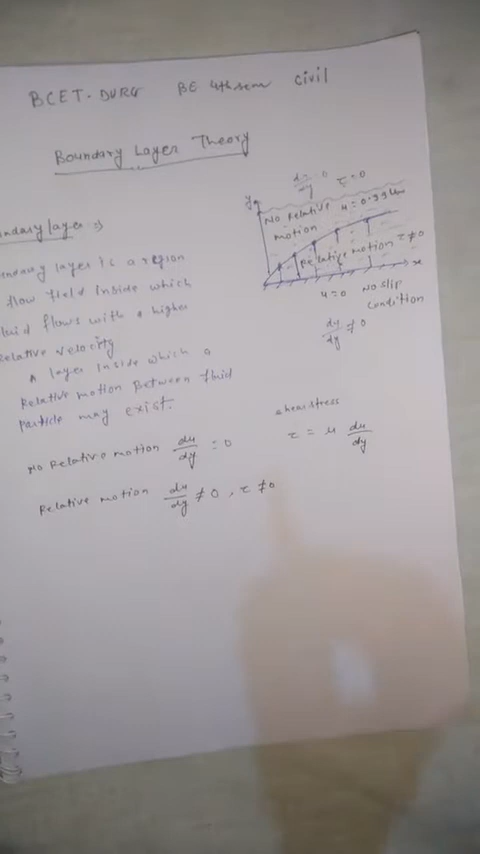 BCET-DURG BE 4th sem civil
Boundary Layer Theory
du/dy = 0 τ = 0
y
No Relative u = 0.99 U∞
motion
Relative motion τ ≠ 0
x
u = 0 No slip
condition
du/dy ≠ 0
ndary layer ⇒
ndary layer is a region
flow field inside which
luid flows with a higher
Relative velocity
A layer inside which a
Relative motion Between fluid
Particle may exist.
No Relative motion du/dy = 0
shear stress
τ = μ du/dy
Relative motion du/dy ≠ 0, τ ≠ 0